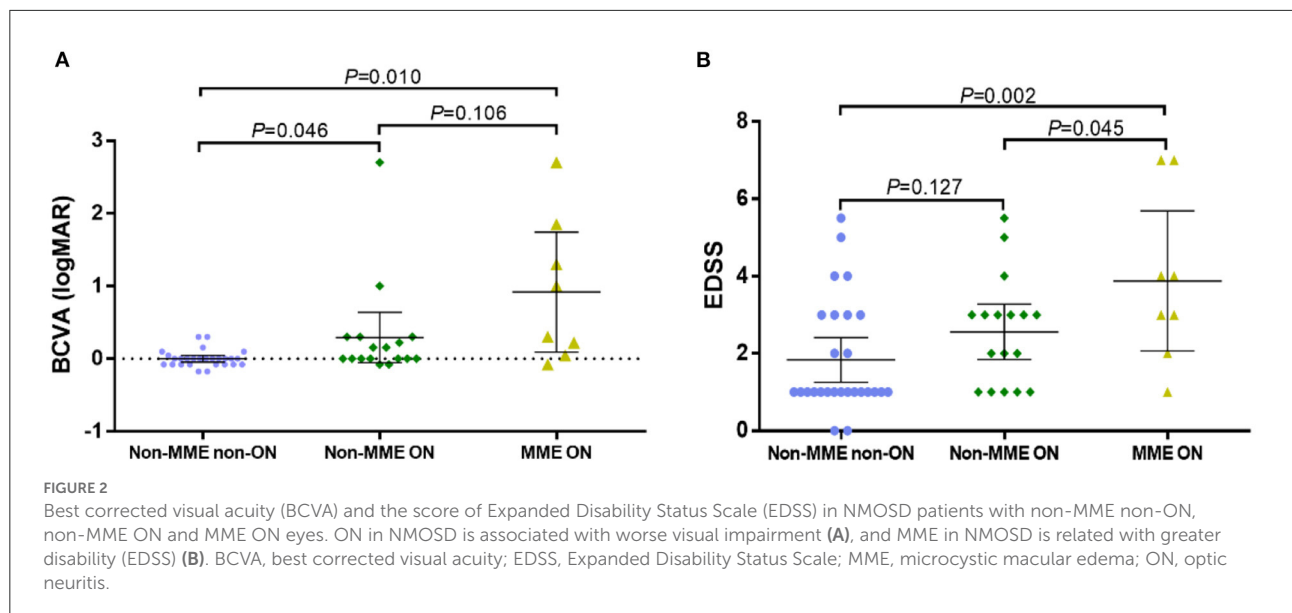 A
B
P=0.010
P=0.002
P=0.046
P=0.106
P=0.045
P=0.127
BCVA (logMAR)
3
2
1
0
-1
Non-MME non-ON
Non-MME ON
MME ON
EDSS
8
6
4
2
0
Non-MME non-ON
Non-MME ON
MME ON
FIGURE 2
Best corrected visual acuity (BCVA) and the score of Expanded Disability Status Scale (EDSS) in NMOSD patients with non-MME non-ON,
non-MME ON and MME ON eyes. ON in NMOSD is associated with worse visual impairment (A), and MME in NMOSD is related with greater
disability (EDSS) (B). BCVA, best corrected visual acuity; EDSS, Expanded Disability Status Scale; MME, microcystic macular edema; ON, optic
neuritis.